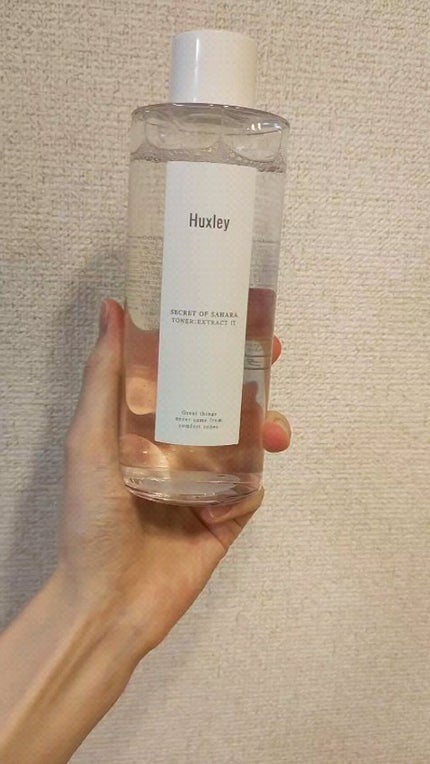 Huxley
SECRET OF SAHARA
TONER;EXTRACT IT
Great things
never came from
comfort zones